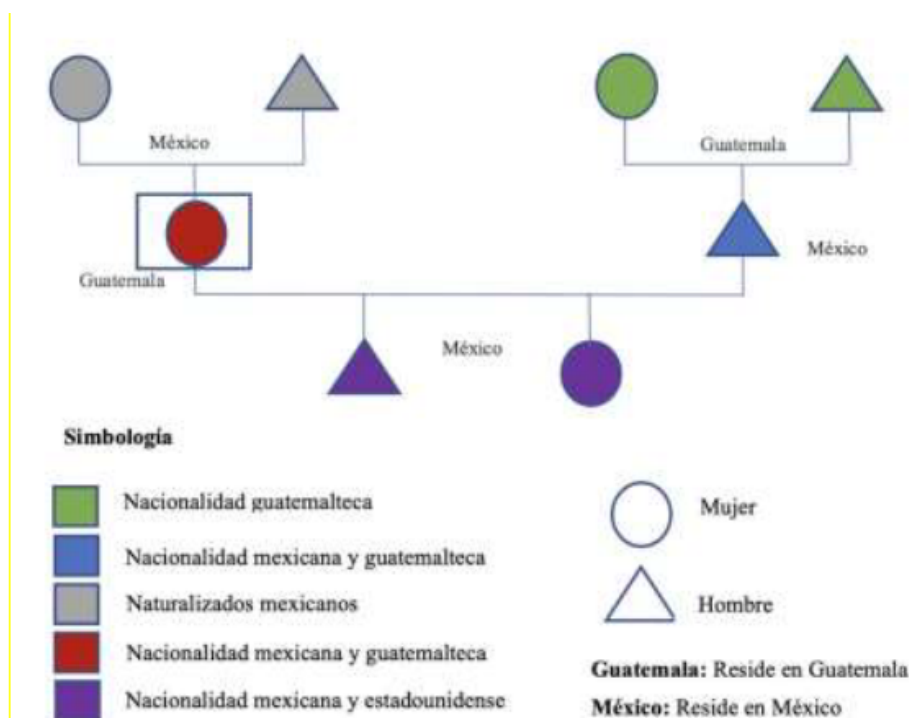 México
Guatemala
Guatemala
México
México
Simbología
Nacionalidad guatemalteca
Nacionalidad mexicana y guatemalteca
Naturalizados mexicanos
Nacionalidad mexicana y guatemalteca
Nacionalidad mexicana y estadounidense
Mujer
Hombre
Guatemala: Reside en Guatemala
México: Reside en México